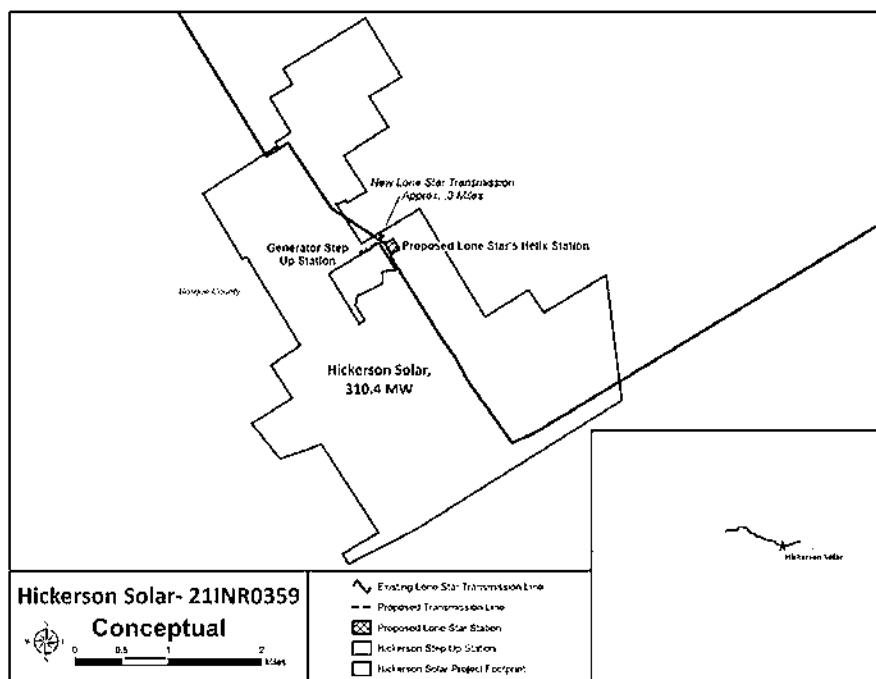 New Lone Star Transmission
Approx. .3 Miles
Generator Step
Up Station
Proposed Lone Star's Helix Station
Bosque County
Hickerson Solar,
310.4 MW
Hickerson Solar
Hickerson Solar- 21INR0359
Conceptual
0 0.5 1 2
Miles
Existing Lone Star Transmission Line
Proposed Transmission Line
Proposed Lone Star Station
Hickerson Step Up Station
Hickerson Solar Project Footprint